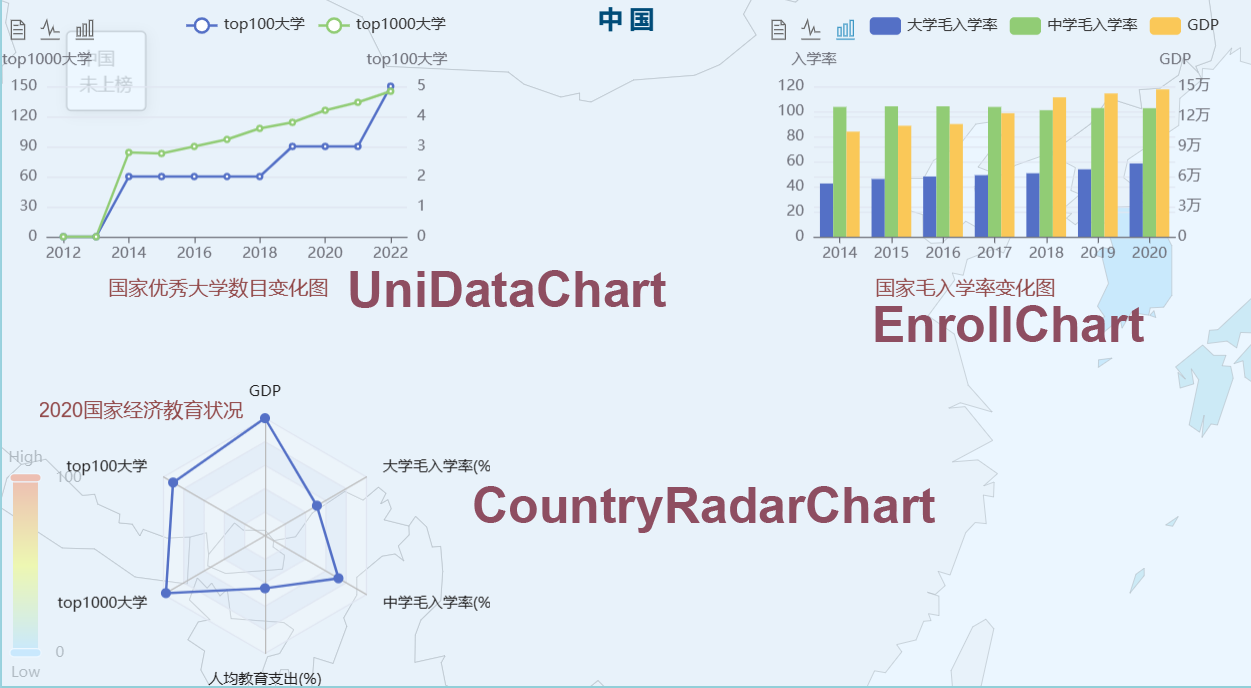 中国
top100大学 top1000大学
top1000大学 top100大学
中国
未上榜
150 5
120 4
90 3
60 2
30 1
0 0
2012 2014 2016 2018 2020 2022
国家优秀大学数目变化图
UniDataChart
大学毛入学率 中学毛入学率 GDP
入学率 GDP
120 15万
100 12万
80 9万
60 6万
40 3万
20
0 0
2014 2015 2016 2017 2018 2019 2020
国家毛入学率变化图
EnrollChart
2020国家经济教育状况
GDP
top100大学 大学毛入学率(%
top1000大学 中学毛入学率(%
人均教育支出(%)
CountryRadarChart
High
100
0
Low